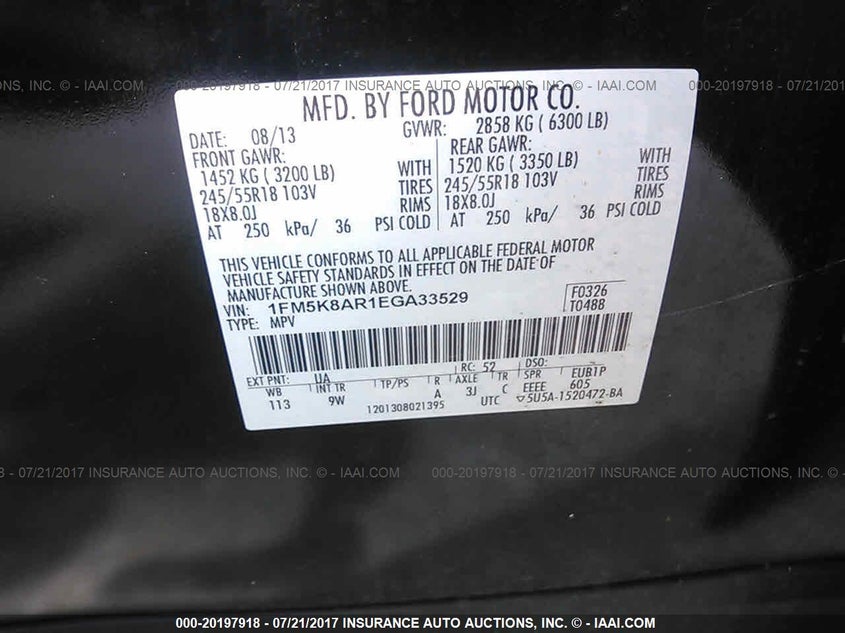 INSURANCE AUTO AUCTIONS, INC. © - IAAI.COM 000-20197918 - 07/21/2017 INSURANCE AUTO AUCTIONS, INC. © - IAAI.COM
MFD. BY FORD MOTOR CO.
DATE: 08/13 GVWR: 2858 KG ( 6300 LB)
FRONT GAWR: REAR GAWR:
1452 KG ( 3200 LB) WITH 1520 KG ( 3350 LB) WITH
245/55R18 103V TIRES 245/55R18 103V TIRES
18X8.0J RIMS 18X8.0J RIMS
AT 250 kPa/ 36 PSI COLD AT 250 kPa/ 36 PSI COLD
THIS VEHICLE CONFORMS TO ALL APPLICABLE FEDERAL MOTOR
VEHICLE SAFETY STANDARDS IN EFFECT ON THE DATE OF
MANUFACTURE SHOWN ABOVE.
VIN: 1FM5K8AR1EGA33529 F0326
TYPE: MPV T0488
EXT PNT: UA RC: 52 DSO:
WB INT TR TP/PS R AXLE TR SPR EUB1P
113 9W A 3J C EEEE 605
1201308021395 UTC ▽5U5A-1520472-BA
- 07/21/2017 INSURANCE AUTO AUCTIONS, INC. © - IAAI.COM 000-20197918 - 07/21/2017 INSURANCE AUTO AUCTIONS, INC. © - IAAI.COM
000-20197918 - 07/21/2017 INSURANCE AUTO AUCTIONS, INC. © - IAAI.COM